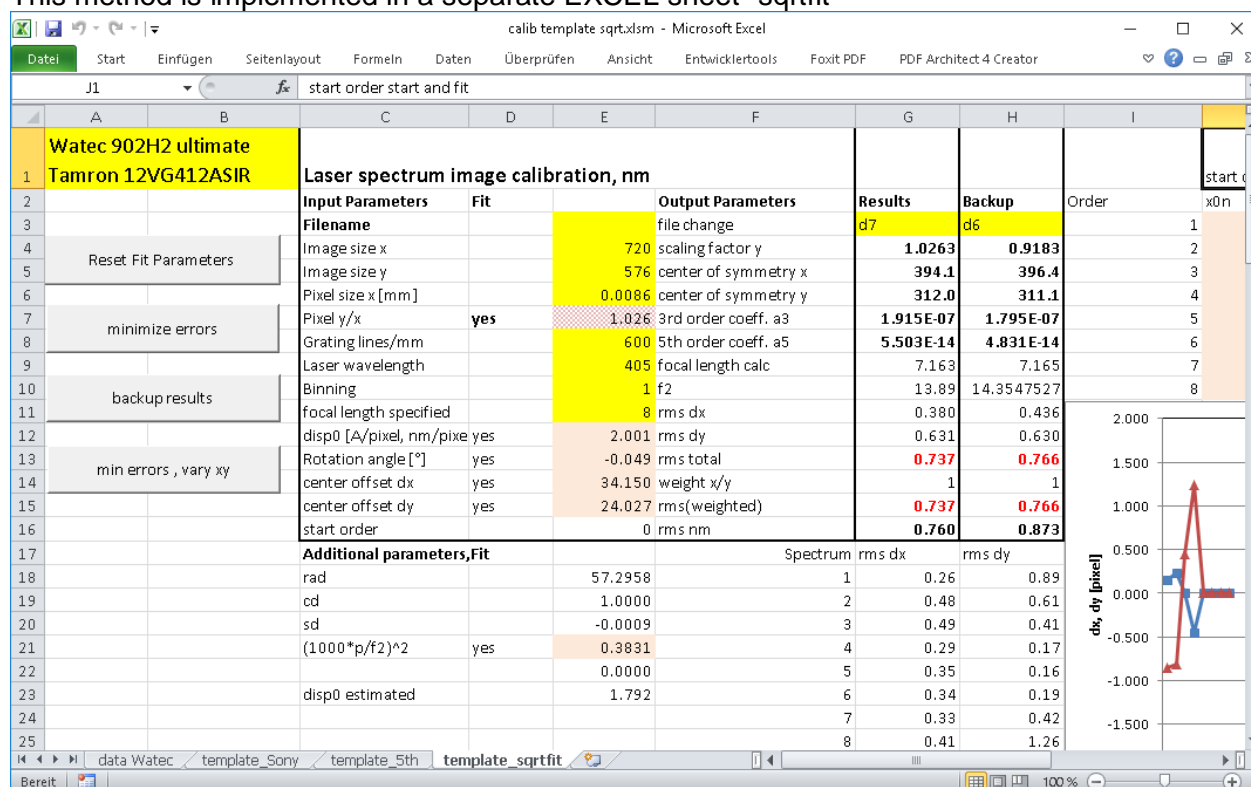 This method is implemented in a separate EXCEL sheet "sqrtfit"
calib template sqrt.xlsm - Microsoft Excel
Datei Start Einfügen Seitenlayout Formeln Daten Überprüfen Ansicht Entwicklertools Foxit PDF PDF Architect 4 Creator
J1 fx start order start and fit
A B C D E F G H I
Watec 902H2 ultimate
1 Tamron 12VG412ASIR Laser spectrum image calibration, nm start
2 Input Parameters Fit Output Parameters Results Backup Order x0n
3 Filename file change d7 d6 1
4 Image size x 720 scaling factor y 1.0263 0.9183 2
Reset Fit Parameters
5 Image size y 576 center of symmetry x 394.1 396.4 3
6 Pixel size x [mm] 0.0086 center of symmetry y 312.0 311.1 4
7 Pixel y/x yes 1.026 3rd order coeff. a3 1.915E-07 1.795E-07 5
minimize errors
8 Grating lines/mm 600 5th order coeff. a5 5.503E-14 4.831E-14 6
9 Laser wavelength 405 focal length calc 7.163 7.165 7
10 Binning 1 f2 13.89 14.3547527 8
backup results
11 focal length specified 8 rms dx 0.380 0.436
12 disp0 [A/pixel, nm/pixe yes 2.001 rms dy 0.631 0.630
13 Rotation angle [°] yes -0.049 rms total 0.737 0.766
min errors , vary xy
14 center offset dx yes 34.150 weight x/y 1 1
15 center offset dy yes 24.027 rms(weighted) 0.737 0.766
16 start order 0 rms nm 0.760 0.873
17 Additional parameters,Fit Spectrum rms dx rms dy
18 rad 57.2958 1 0.26 0.89
19 cd 1.0000 2 0.48 0.61
20 sd -0.0009 3 0.49 0.41
21 (1000*p/f2)^2 yes 0.3831 4 0.29 0.17
22 0.0000 5 0.35 0.16
23 disp0 estimated 1.792 6 0.34 0.19
24 7 0.33 0.42
25 8 0.41 1.26
2.000
1.500
1.000
0.500
0.000
-0.500
-1.000
-1.500
dx, dy [pixel]
data Watec template_Sony template_5th template_sqrtfit
Bereit 100 %